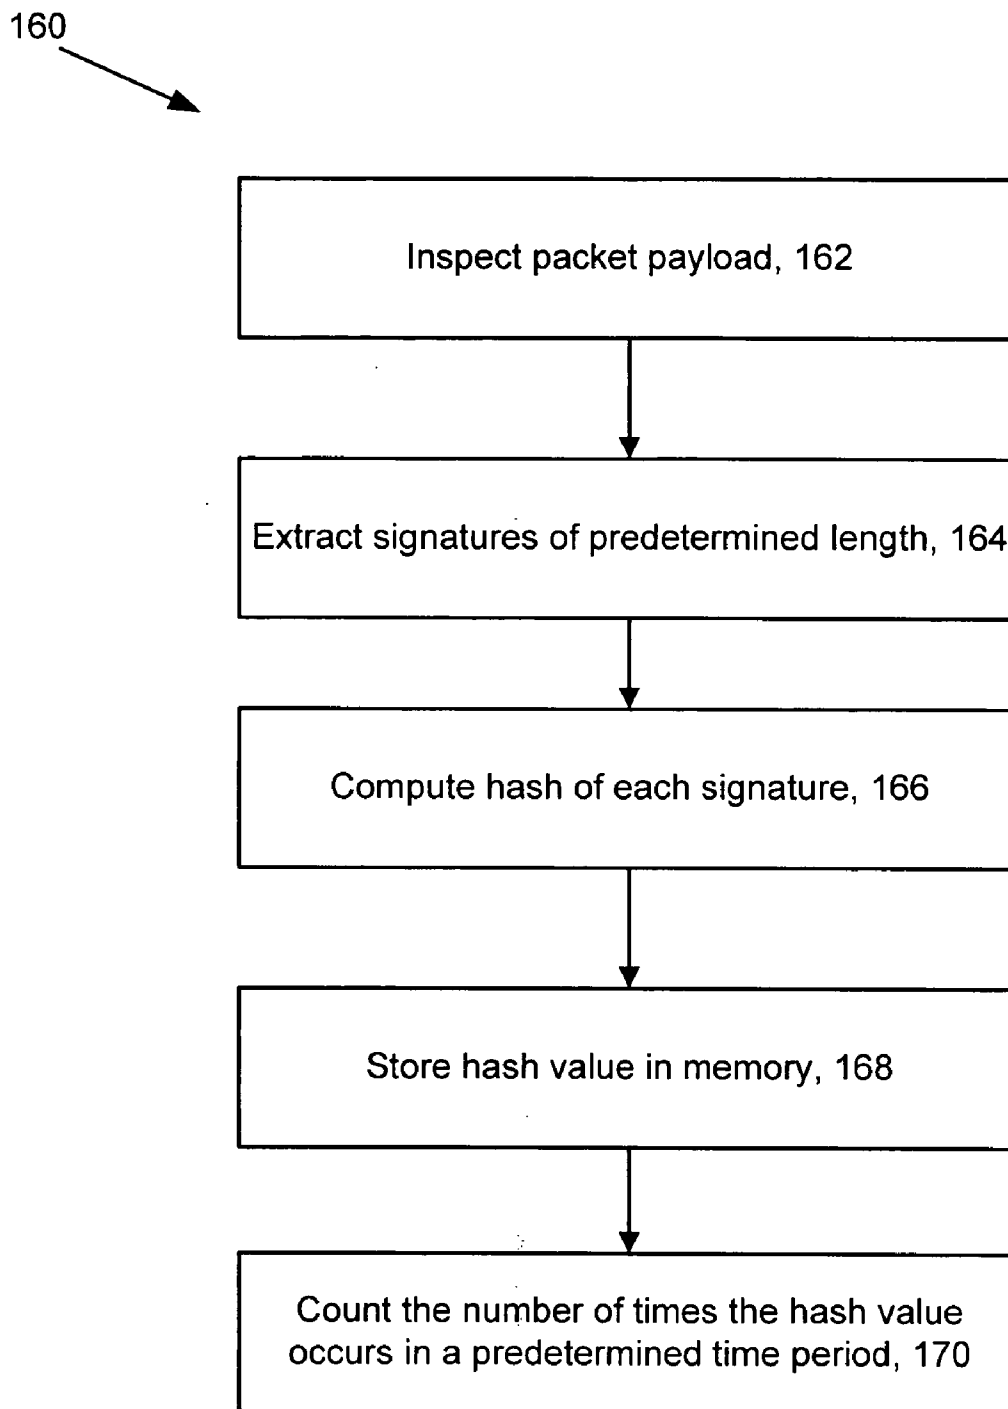 160
Inspect packet payload, 162
Extract signatures of predetermined length, 164
Compute hash of each signature, 166
Store hash value in memory, 168
Count the number of times the hash value
occurs in a predetermined time period, 170